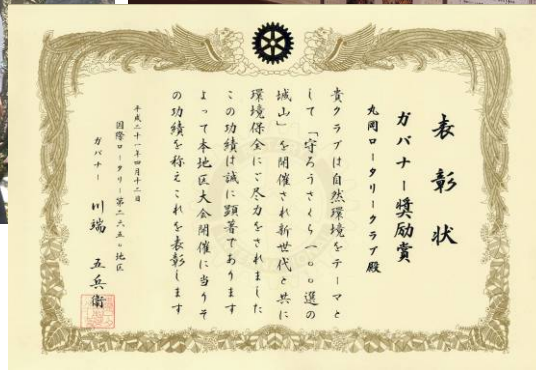 表彰状
ガバナー奨励賞
丸岡ロータリークラブ殿
貴クラブは自然環境をテーマと
して「守ろうさくら一〇〇選の
城山」を開催され新世代と共に
環境保全にご尽力をされました
この功績は誠に顕著であります
よって本地区大会開催に当りそ
の功績を称えこれを表彰します
平成二十一年四月十二日
国際ロータリー第二六五〇地区
ガバナー 川端五兵衛